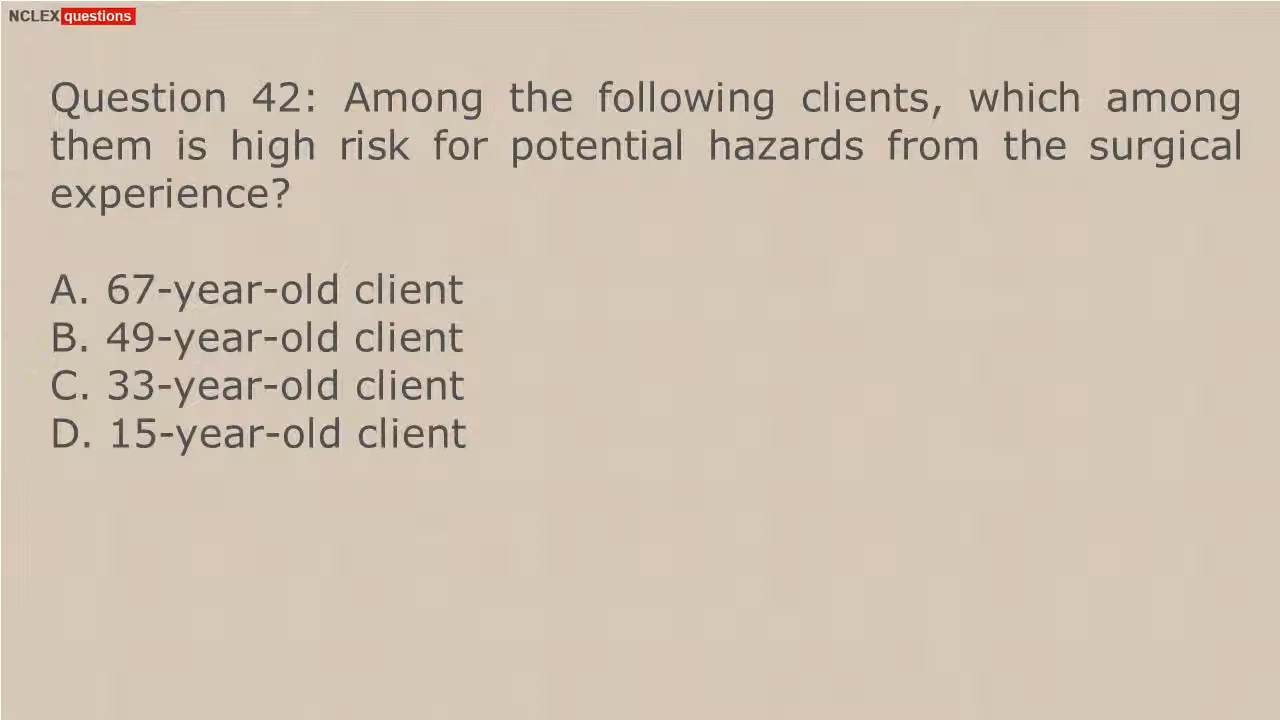 NCLEX questions
Question 42: Among the following clients, which among
them is high risk for potential hazards from the surgical
experience?
A. 67-year-old client
B. 49-year-old client
C. 33-year-old client
D. 15-year-old client